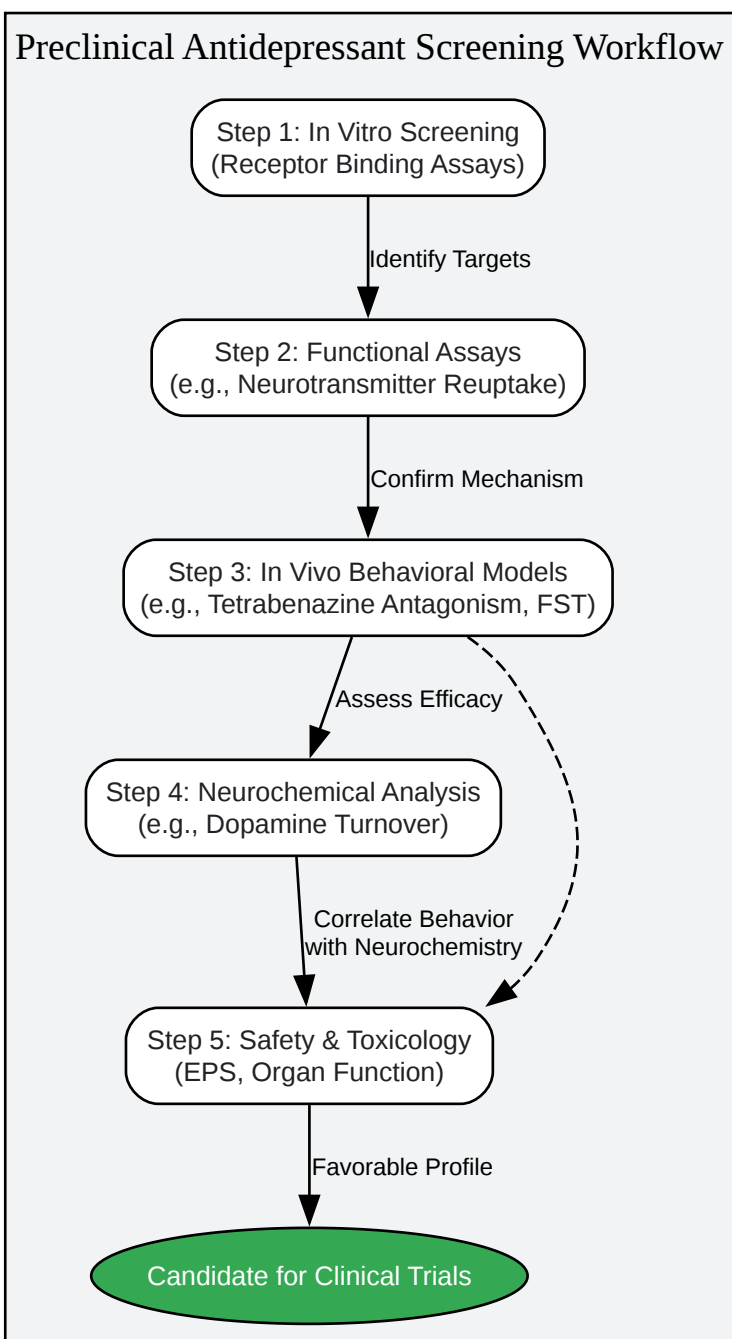 Preclinical Antidepressant Screening Workflow
Step 1: In Vitro Screening
(Receptor Binding Assays)
Identify Targets
Step 2: Functional Assays
(e.g., Neurotransmitter Reuptake)
Confirm Mechanism
Step 3: In Vivo Behavioral Models
(e.g., Tetrabenazine Antagonism, FST)
Assess Efficacy
Step 4: Neurochemical Analysis
(e.g., Dopamine Turnover)
Correlate Behavior
with Neurochemistry
Step 5: Safety & Toxicology
(EPS, Organ Function)
Favorable Profile
Candidate for Clinical Trials